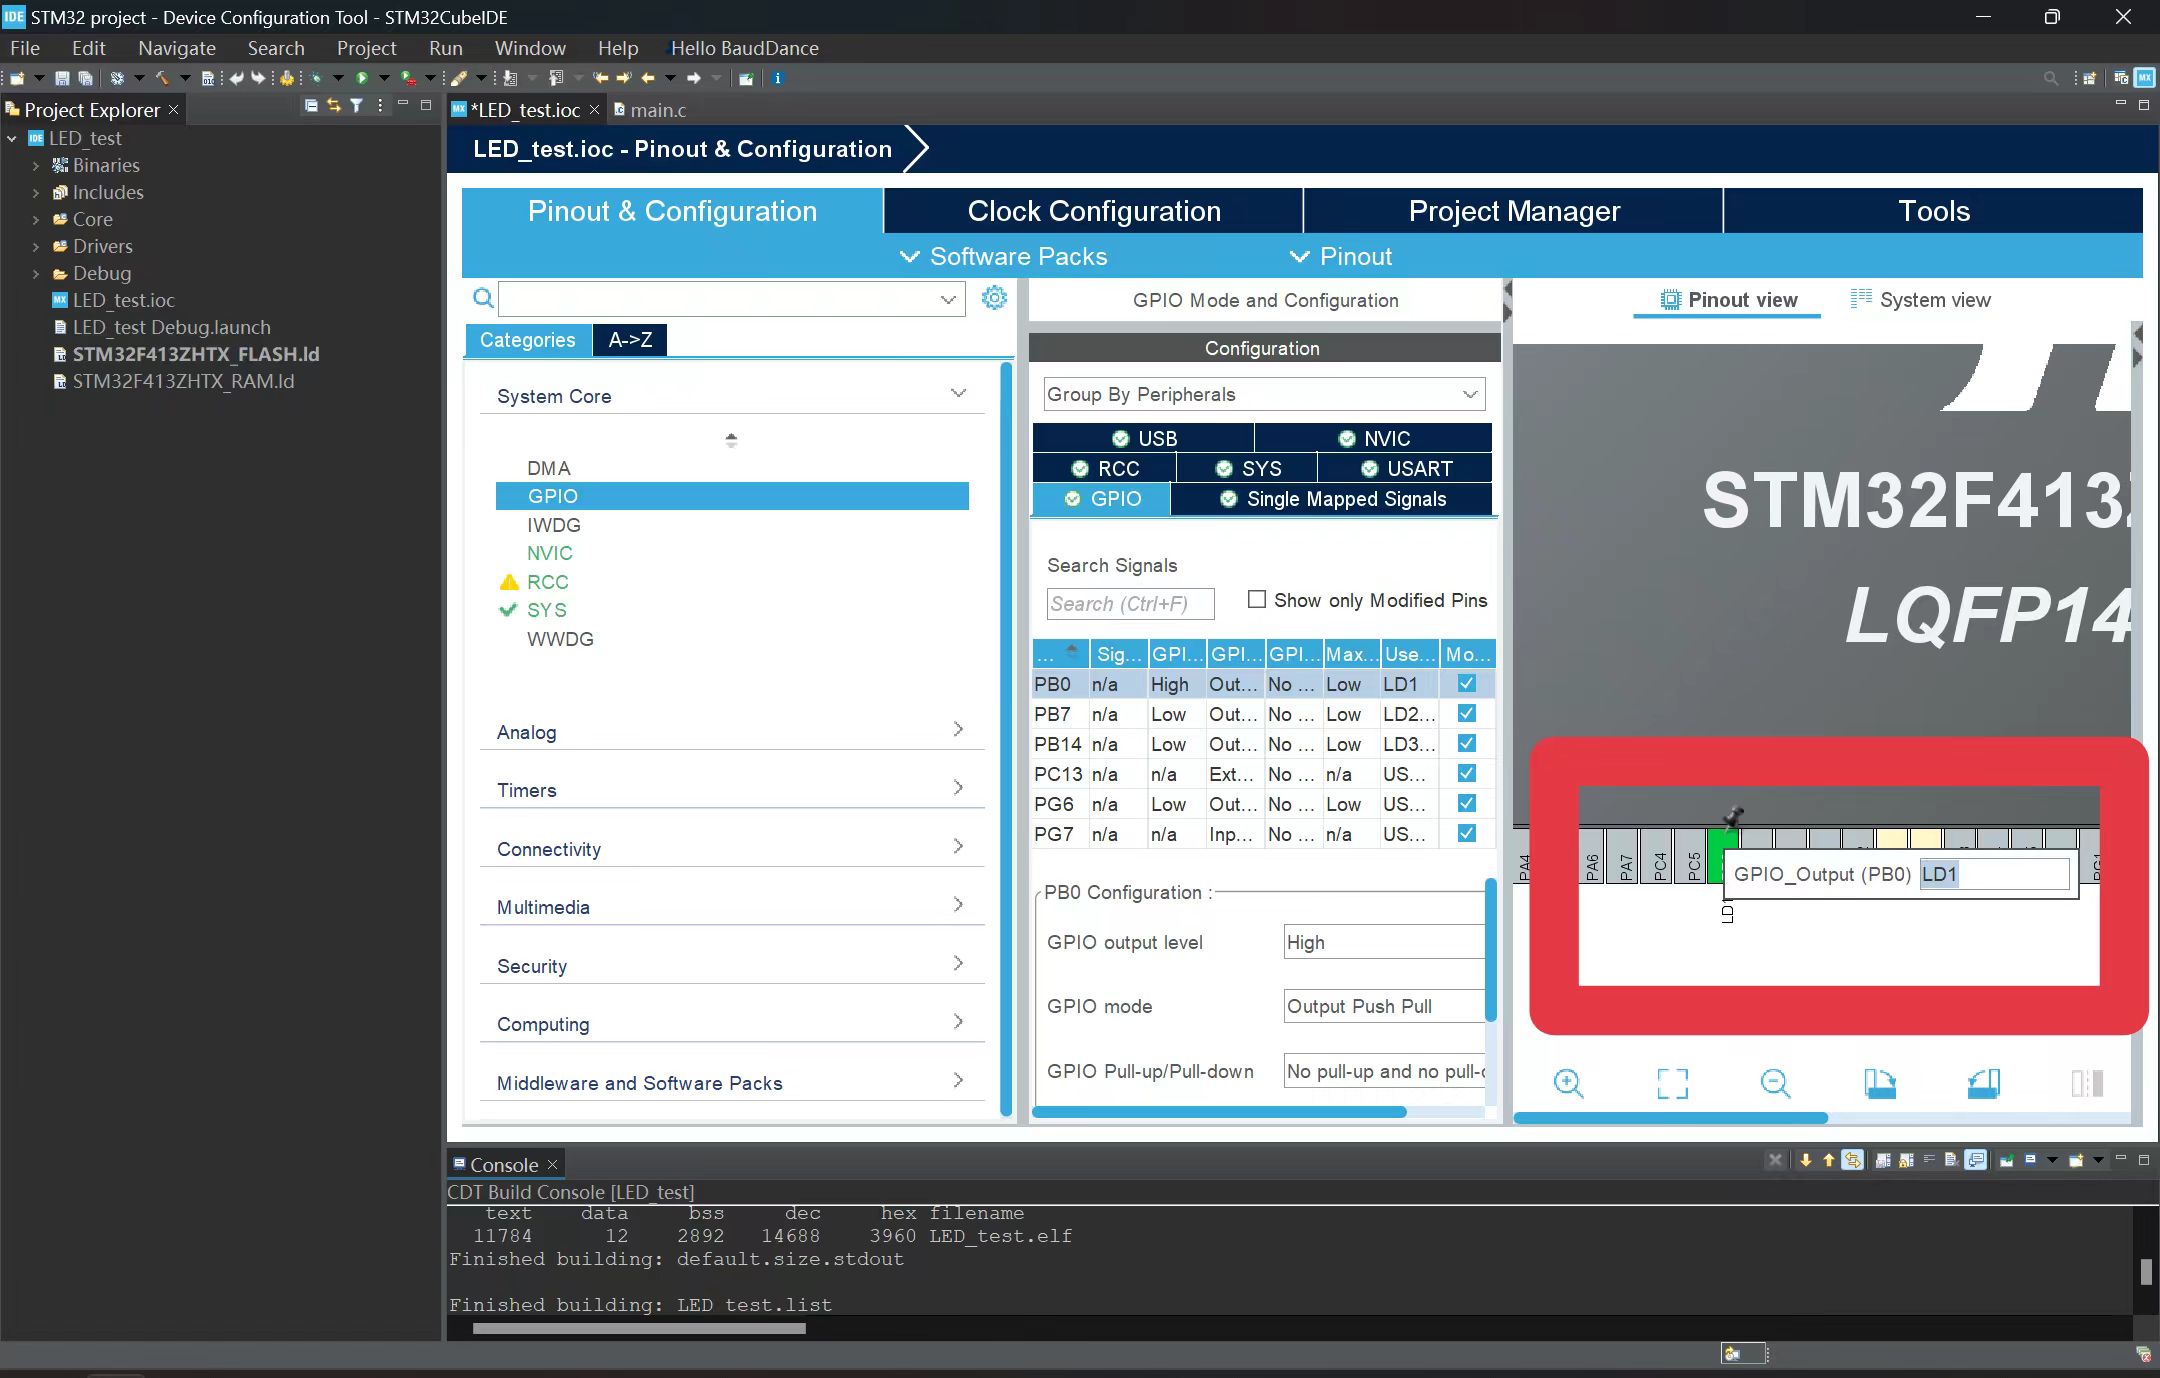 IDE STM32 project - Device Configuration Tool - STM32CubeIDE
File Edit Navigate Search Project Run Window Help Hello BaudDance
Project Explorer
LED_test
Binaries
Includes
Core
Drivers
Debug
LED_test.ioc
LED_test Debug.launch
STM32F413ZHTX_FLASH.ld
STM32F413ZHTX_RAM.ld
*LED_test.ioc
main.c
LED_test.ioc - Pinout & Configuration
Pinout & Configuration
Clock Configuration
Project Manager
Tools
Software Packs
Pinout
Categories
A->Z
System Core
DMA
GPIO
IWDG
NVIC
RCC
SYS
WWDG
Analog
Timers
Connectivity
Multimedia
Security
Computing
Middleware and Software Packs
GPIO Mode and Configuration
Configuration
Group By Peripherals
USB NVIC
RCC SYS USART
GPIO Single Mapped Signals
Search Signals
Search (Ctrl+F)
Show only Modified Pins
... Sig... GPI... GPI... GPI... Max... Use... Mo...
PB0 n/a High Out... No ... Low LD1
PB7 n/a Low Out... No ... Low LD2...
PB14 n/a Low Out... No ... Low LD3...
PC13 n/a n/a Ext... No ... n/a US...
PG6 n/a Low Out... No ... Low US...
PG7 n/a n/a Inp... No ... n/a US...
PB0 Configuration :
GPIO output level High
GPIO mode Output Push Pull
GPIO Pull-up/Pull-down No pull-up and no pull-
Pinout view
System view
STM32F413
LQFP14
PA4
PA6
PA7
PC4
PC5
GPIO_Output (PB0) LD1
LD1
Console
CDT Build Console [LED_test]
text data bss dec hex filename
11784 12 2892 14688 3960 LED_test.elf
Finished building: default.size.stdout
Finished building: LED_test.list